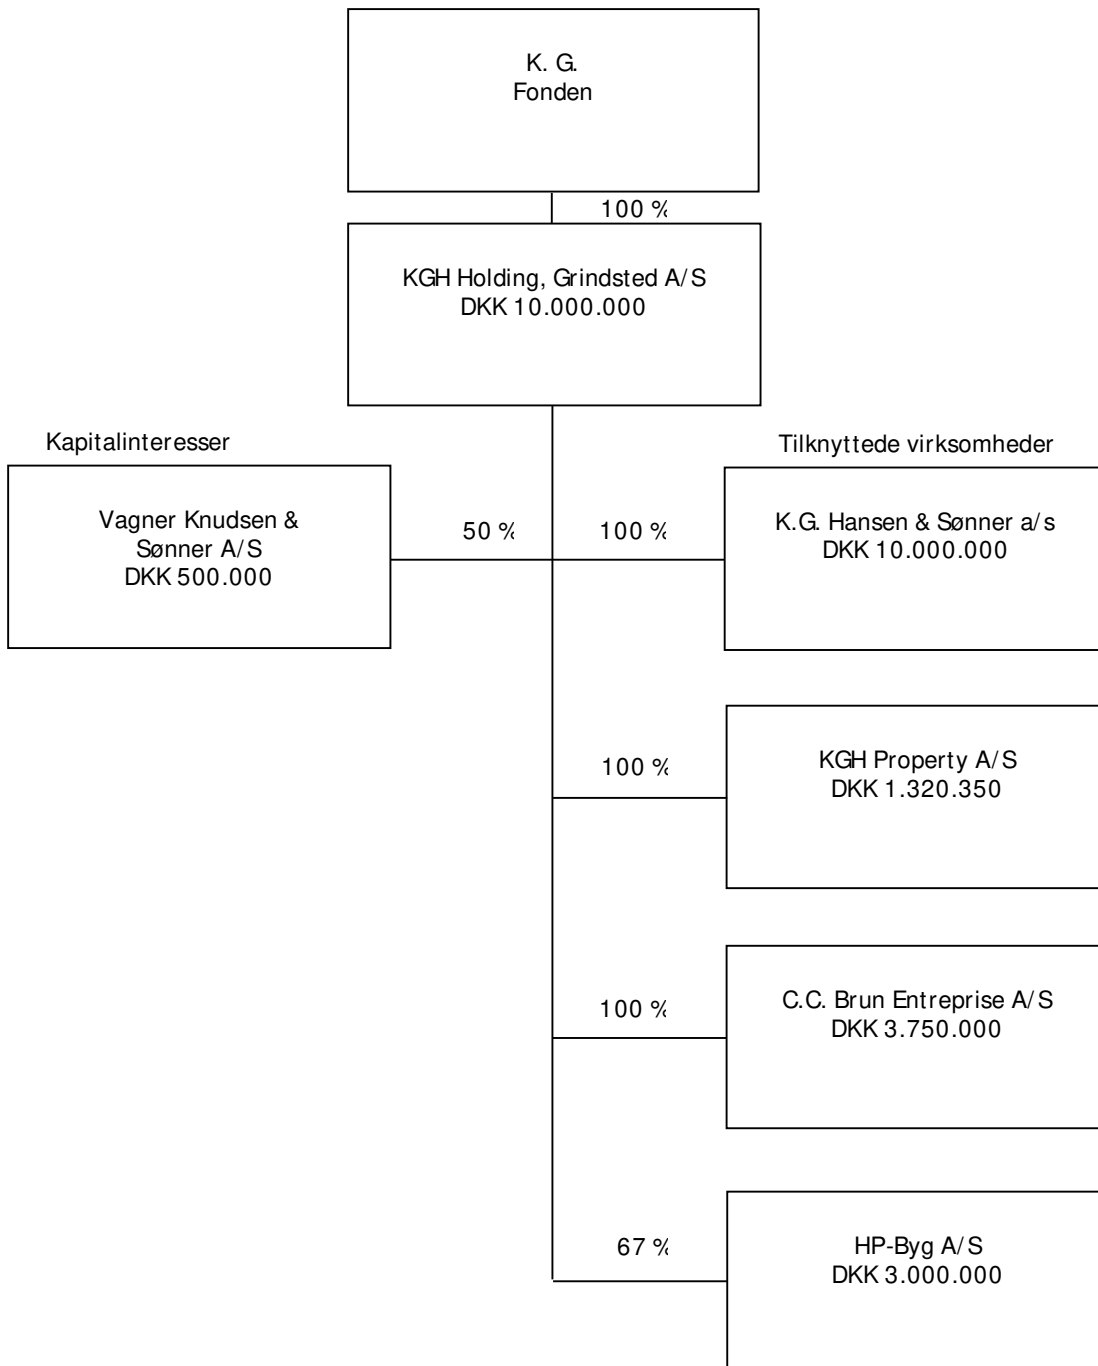 K. G.
Fonden
100 %
KGH Holding, Grindsted A/S
DKK 10.000.000
Kapitalinteresser
Tilknyttede virksomheder
Vagner Knudsen &
Sønner A/S
DKK 500.000
50 %
100 %
K.G. Hansen & Sønner a/s
DKK 10.000.000
100 %
KGH Property A/S
DKK 1.320.350
100 %
C.C. Brun Entreprise A/S
DKK 3.750.000
67 %
HP-Byg A/S
DKK 3.000.000